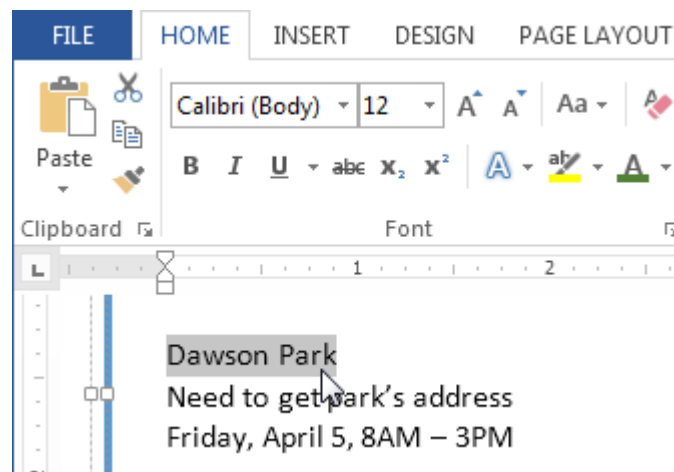 FILE HOME INSERT DESIGN PAGE LAYOUT
Calibri (Body) 12 A A Aa A
Paste B I U abc X₂ X² A ab A
Clipboard Font
L 1 2
Dawson Park
Need to get park’s address
Friday, April 5, 8AM – 3PM